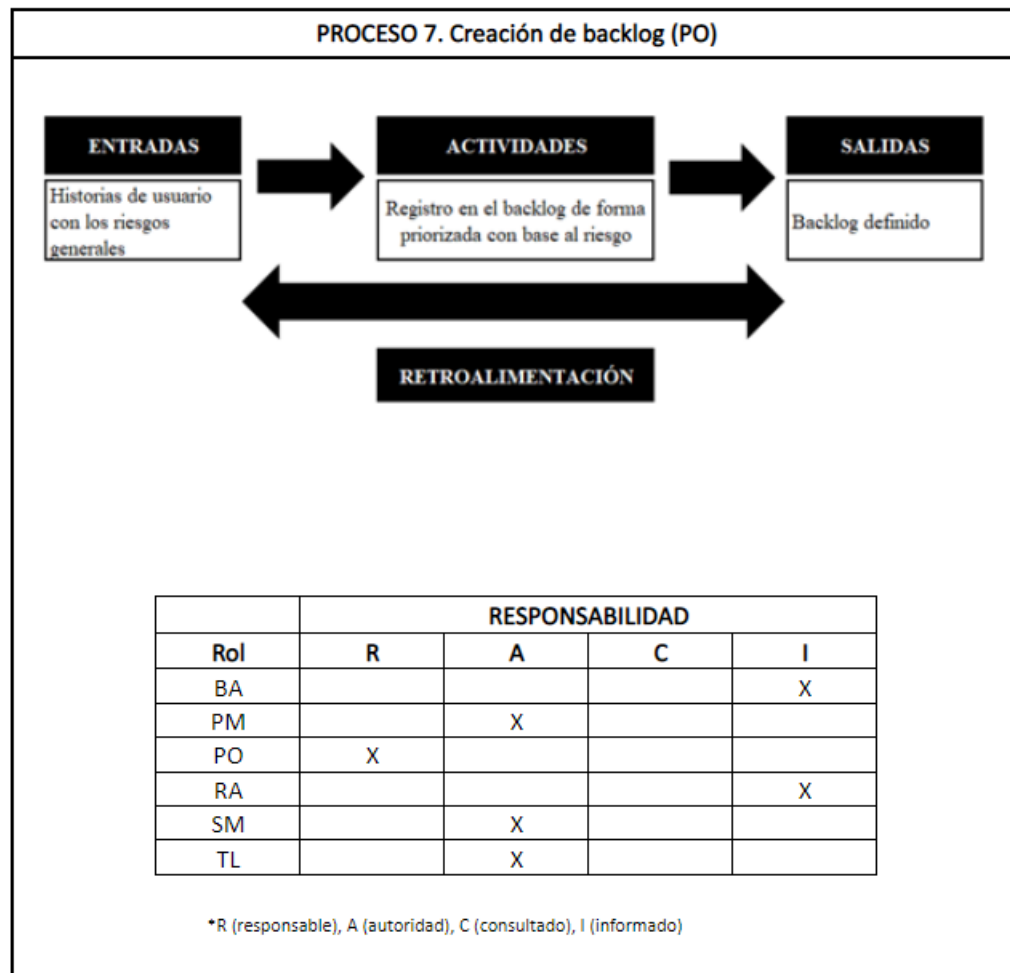 PROCESO 7. Creación de backlog (PO)
ENTRADAS
Historias de usuario
con los riesgos
generales
ACTIVIDADES
Registro en el backlog de forma
priorizada con base al riesgo
SALIDAS
Backlog definido
RETROALIMENTACIÓN
RESPONSABILIDAD
Rol R A C I
BA X
PM X
PO X
RA X
SM X
TL X
*R (responsable), A (autoridad), C (consultado), I (informado)